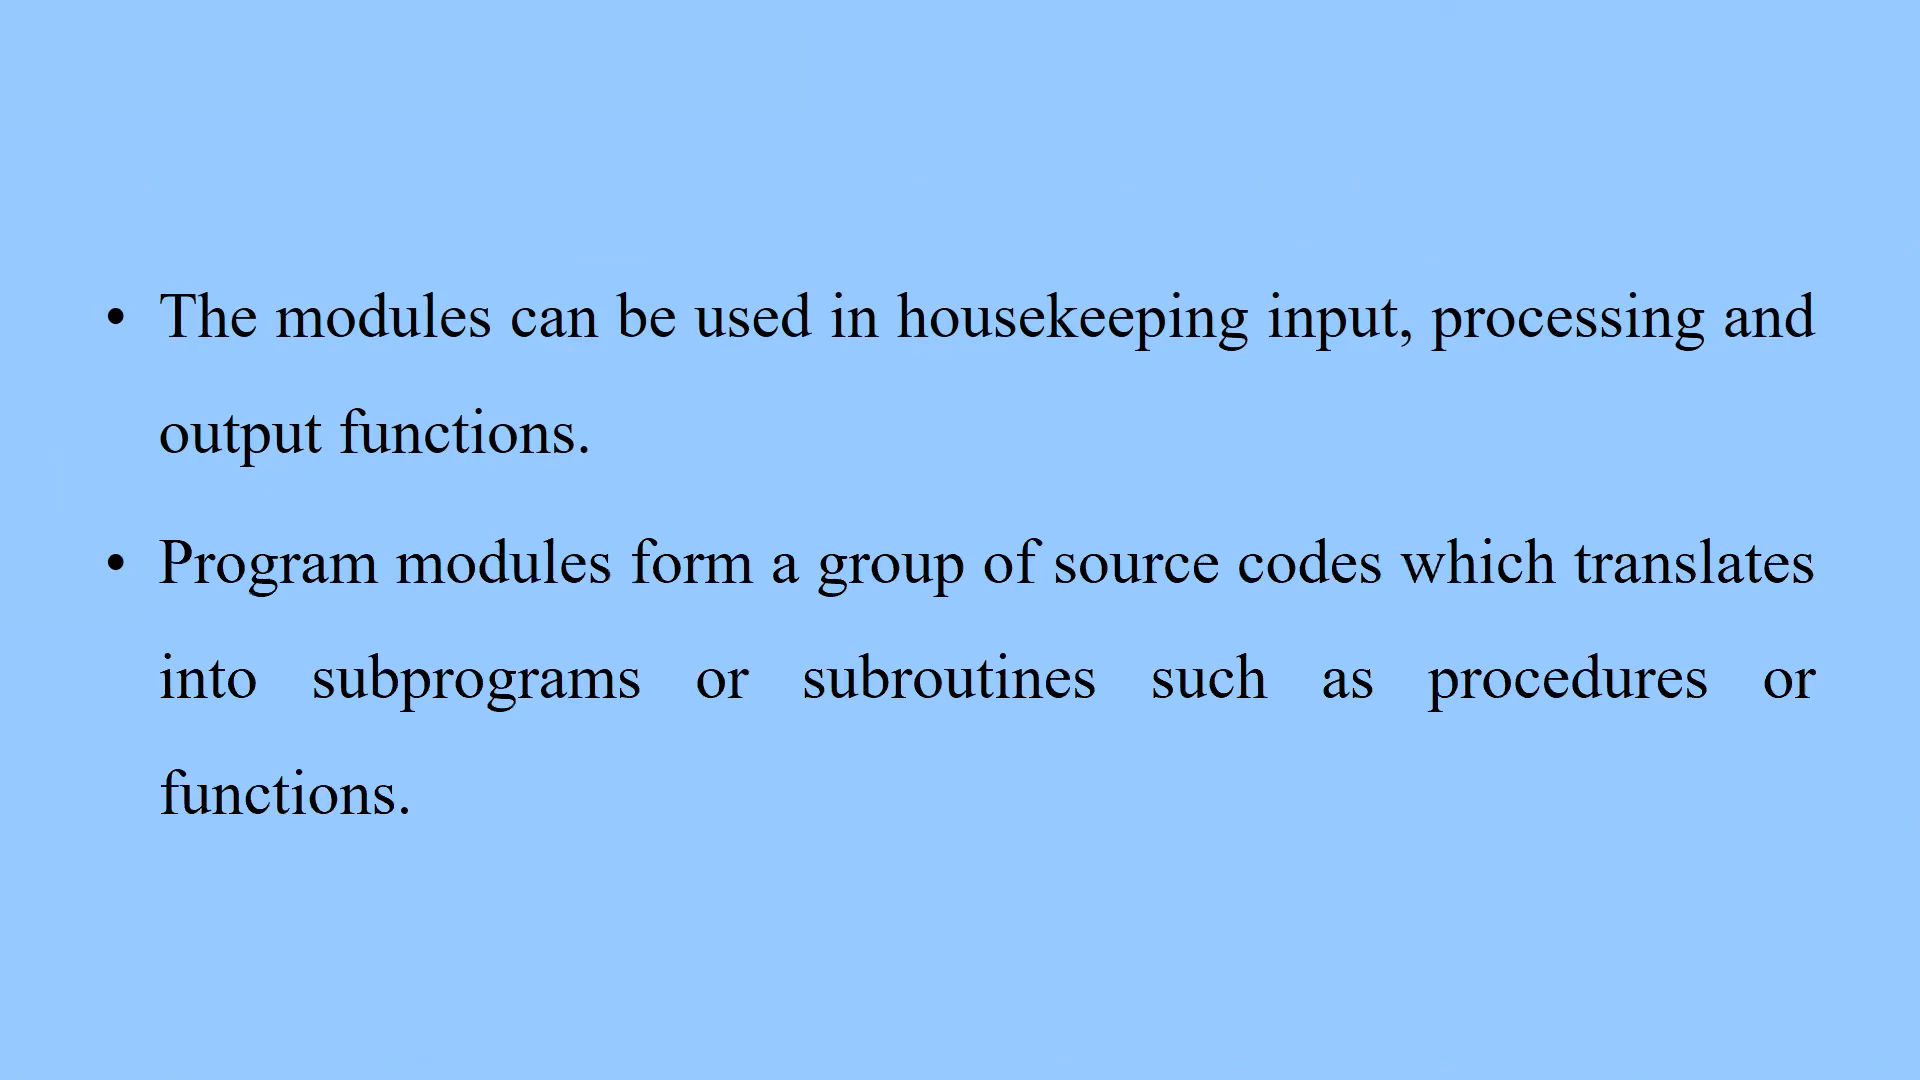 • The modules can be used in housekeeping input, processing and
output functions.
• Program modules form a group of source codes which translates
into subprograms or subroutines such as procedures or
functions.